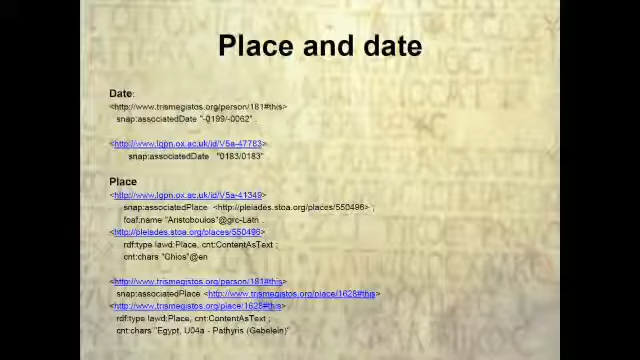 Place and date
Date:
<http://www.trismegistos.org/person/181#this>
snap:associatedDate "-0199/-0062" .
<http://www.lgpn.ox.ac.uk/id/V5a-47763>
snap:associatedDate "0183/0183"
Place
<http://www.lgpn.ox.ac.uk/id/V5a-41349>
snap:associatedPlace <http://pleiades.stoa.org/places/550496> ;
foaf:name "Aristoboulos"@grc-Latn .
<http://pleiades.stoa.org/places/550496>
rdf:type lawd:Place, cnt:ContentAsText ;
cnt:chars "Chios"@en
<http://www.trismegistos.org/person/181#this>
snap:associatedPlace <http://www.trismegistos.org/place/1628#this>
<http://www.trismegistos.org/place/1628#this>
rdf:type lawd:Place, cnt:ContentAsText ;
cnt:chars "Egypt, U04a - Pathyris (Gebelein)"